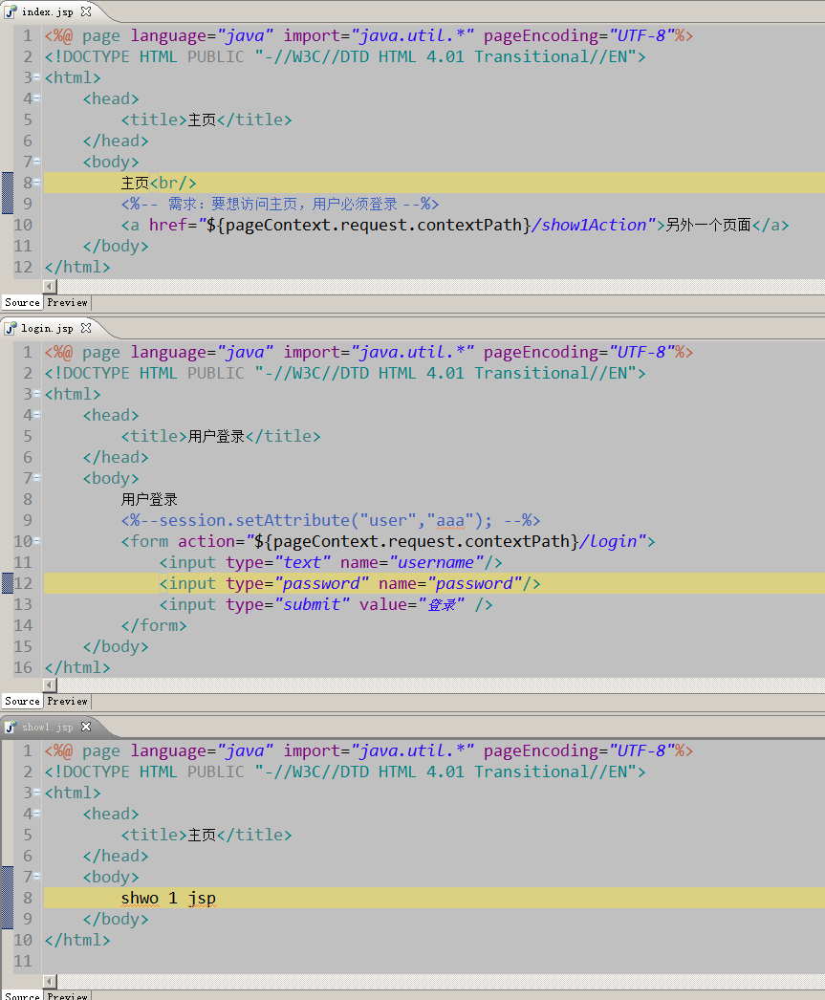 index.jsp
1 <%@ page language="java" import="java.util.*" pageEncoding="UTF-8"%>
2 <!DOCTYPE HTML PUBLIC "-//W3C//DTD HTML 4.01 Transitional//EN">
3 <html>
4     <head>
5         <title>主页</title>
6     </head>
7     <body>
8         主页<br/>
9         <%-- 需求：要想访问主页，用户必须登录 --%>
10         <a href="${pageContext.request.contextPath}/show1Action">另外一个页面</a>
11     </body>
12 </html>
Source Preview
login.jsp
1 <%@ page language="java" import="java.util.*" pageEncoding="UTF-8"%>
2 <!DOCTYPE HTML PUBLIC "-//W3C//DTD HTML 4.01 Transitional//EN">
3 <html>
4     <head>
5         <title>用户登录</title>
6     </head>
7     <body>
8         用户登录
9         <%--session.setAttribute("user","aaa"); --%>
10         <form action="${pageContext.request.contextPath}/login">
11             <input type="text" name="username"/>
12             <input type="password" name="password"/>
13             <input type="submit" value="登录" />
14         </form>
15     </body>
16 </html>
Source Preview
show1.jsp
1 <%@ page language="java" import="java.util.*" pageEncoding="UTF-8"%>
2 <!DOCTYPE HTML PUBLIC "-//W3C//DTD HTML 4.01 Transitional//EN">
3 <html>
4     <head>
5         <title>主页</title>
6     </head>
7     <body>
8         shwo 1 jsp
9     </body>
10 </html>
11
Source Preview